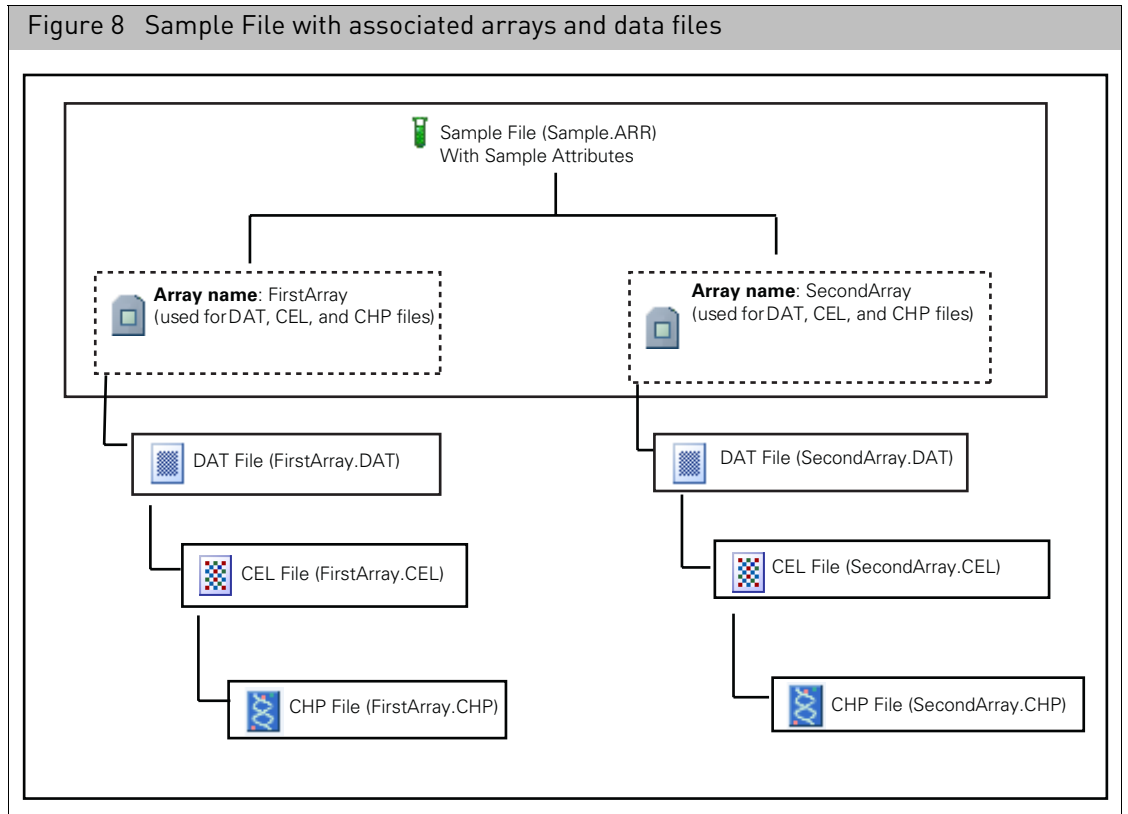 Figure 8 Sample File with associated arrays and data files
Sample File (Sample.ARR)
With Sample Attributes
Array name: FirstArray
(used for DAT, CEL, and CHP files)
Array name: SecondArray
(used for DAT, CEL, and CHP files)
DAT File (FirstArray.DAT)
DAT File (SecondArray.DAT)
CEL File (FirstArray.CEL)
CEL File (SecondArray.CEL)
CHP File (FirstArray.CHP)
CHP File (SecondArray.CHP)